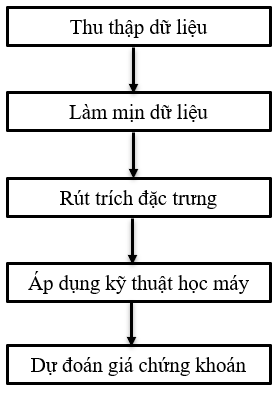 Thu thập dữ liệu
Làm mịn dữ liệu
Rút trích đặc trưng
Áp dụng kỹ thuật học máy
Dự đoán giá chứng khoán